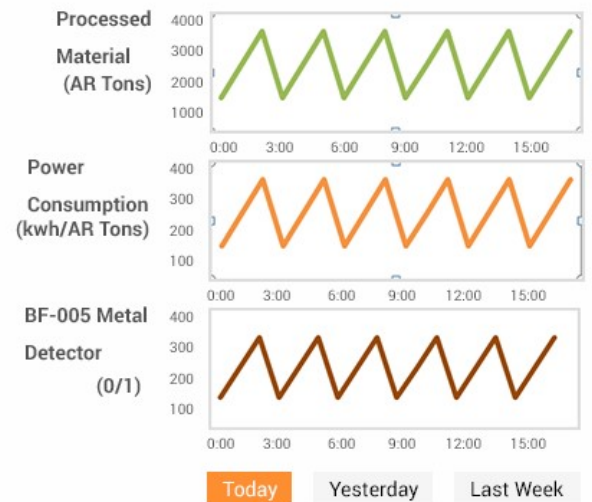 Processed
Material
(AR Tons)
4000
3000
2000
1000
0:00 3:00 6:00 9:00 12:00 15:00
Power
Consumption
(kwh/AR Tons)
400
300
200
100
0:00 3:00 6:00 9:00 12:00 15:00
BF-005 Metal
Detector
(0/1)
400
300
200
100
0:00 3:00 6:00 9:00 12:00 15:00
Today Yesterday Last Week